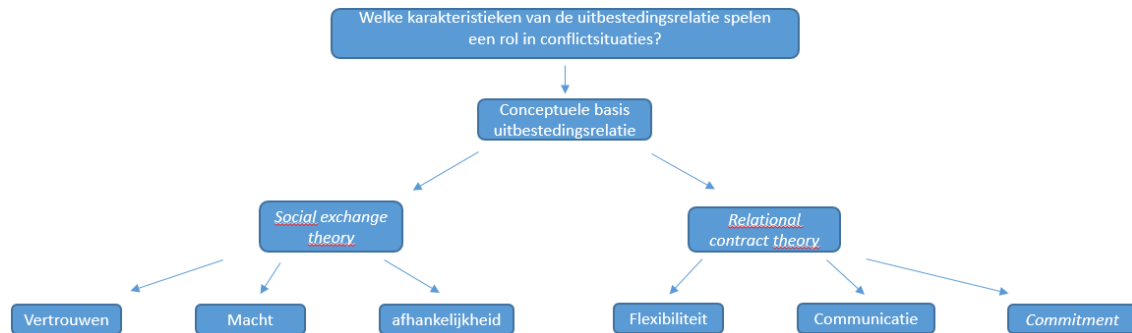 Welke karakteristieken van de uitbestedingsrelatie spelen
een rol in conflictsituaties?
Conceptuele basis
uitbestedingsrelatie
Social exchange
theory
Relational
contract theory
Vertrouwen
Macht
afhankelijkheid
Flexibiliteit
Communicatie
Commitment